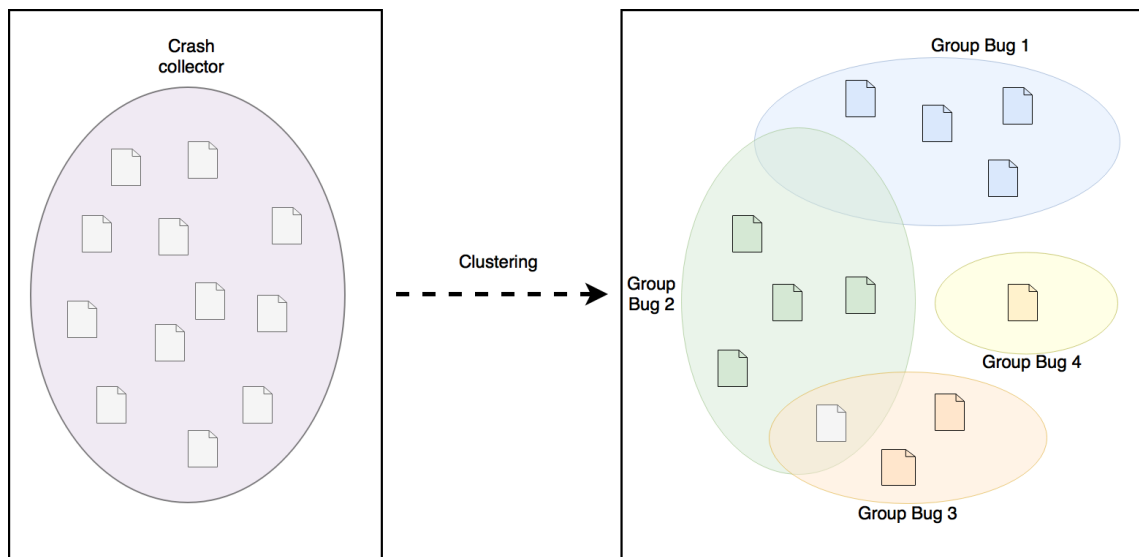 Crash
collector
Clustering
Group Bug 1
Group
Bug 2
Group Bug 4
Group Bug 3